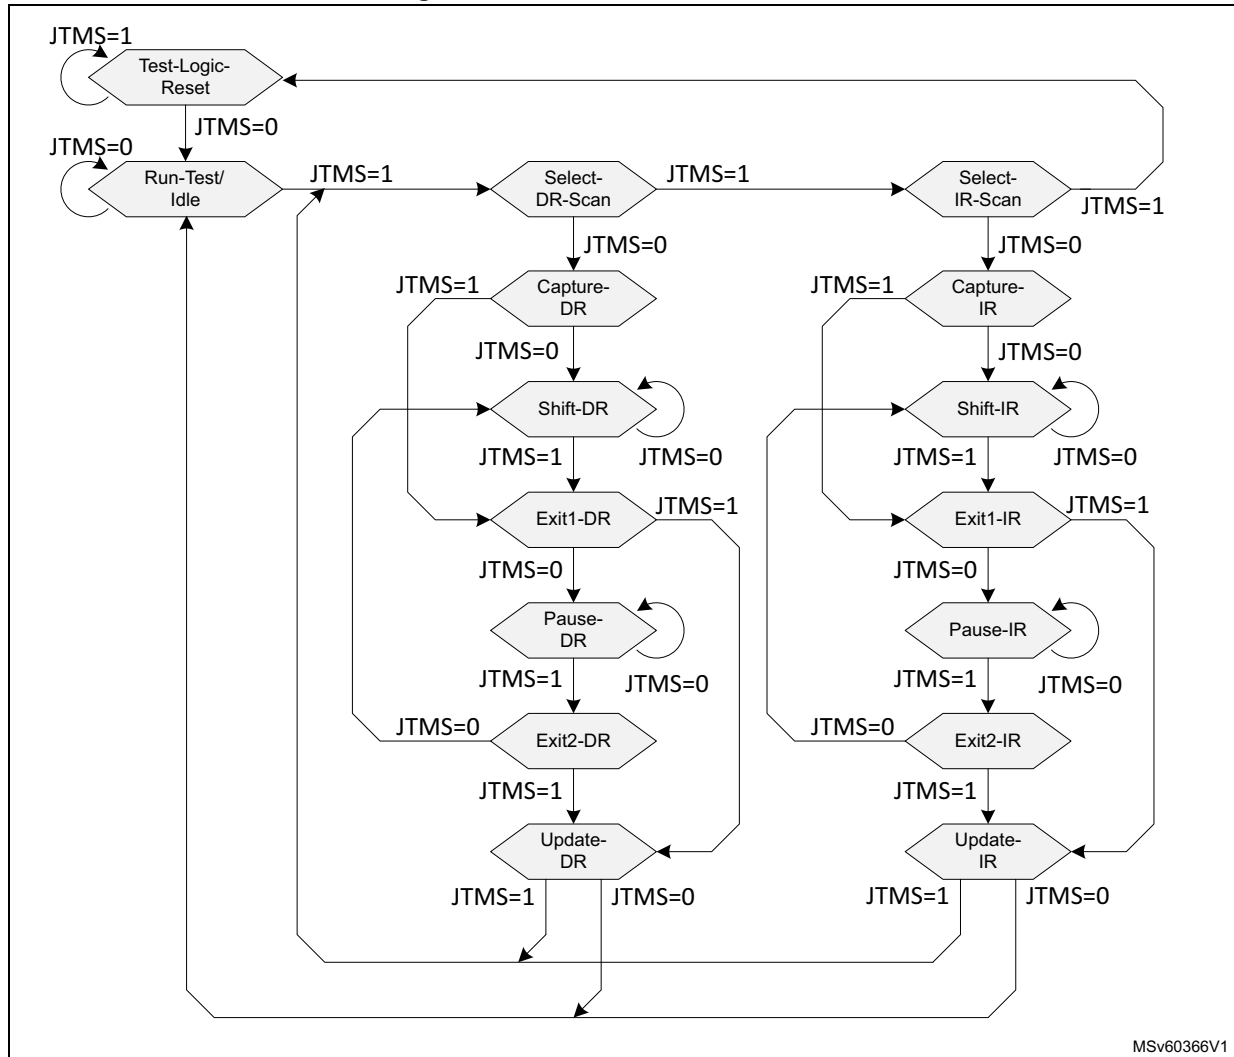 JTMS=1
Test-Logic-
Reset
JTMS=0
JTMS=0
Run-Test/
Idle
JTMS=1
Select-
DR-Scan
JTMS=1
Select-
IR-Scan
JTMS=1
JTMS=0
JTMS=0
JTMS=1
Capture-
DR
JTMS=1
Capture-
IR
JTMS=0
JTMS=0
Shift-DR
Shift-IR
JTMS=1
JTMS=0
JTMS=1
JTMS=0
Exit1-DR
JTMS=1
Exit1-IR
JTMS=1
JTMS=0
JTMS=0
Pause-
DR
Pause-IR
JTMS=1
JTMS=0
JTMS=1
JTMS=0
JTMS=0
Exit2-DR
JTMS=0
Exit2-IR
JTMS=1
JTMS=1
Update-
DR
Update-
IR
JTMS=1
JTMS=0
JTMS=1
JTMS=0
MSv60366V1